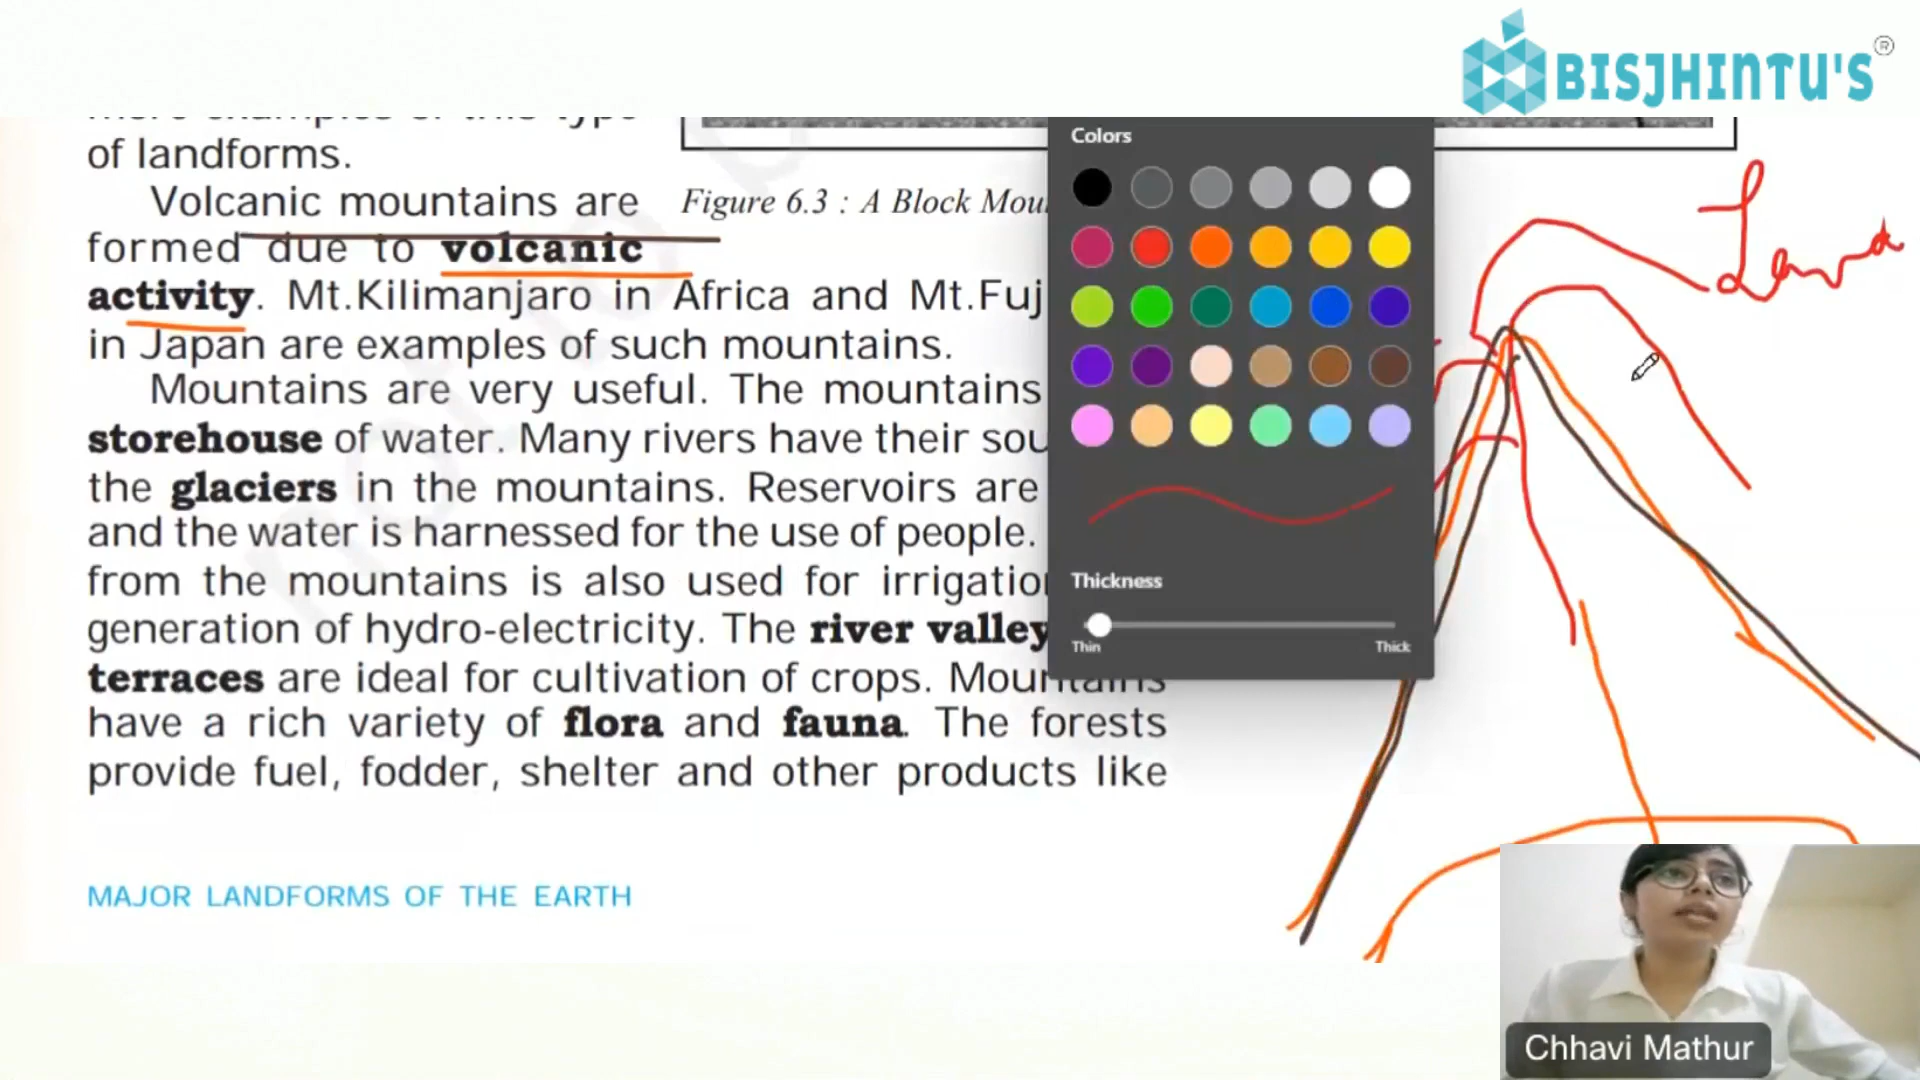 BISJHINTU'S ®
of landforms.
Volcanic mountains are
formed due to volcanic
activity. Mt.Kilimanjaro in Africa and Mt.Fuj
in Japan are examples of such mountains.
Mountains are very useful. The mountains
storehouse of water. Many rivers have their sou
the glaciers in the mountains. Reservoirs are
and the water is harnessed for the use of people.
from the mountains is also used for irrigatio
generation of hydro-electricity. The river valley
terraces are ideal for cultivation of crops. Mountains
have a rich variety of flora and fauna. The forests
provide fuel, fodder, shelter and other products like
MAJOR LANDFORMS OF THE EARTH
Figure 6.3 : A Block Mou
Colors
Thickness
Thin Thick
Lava
Chhavi Mathur